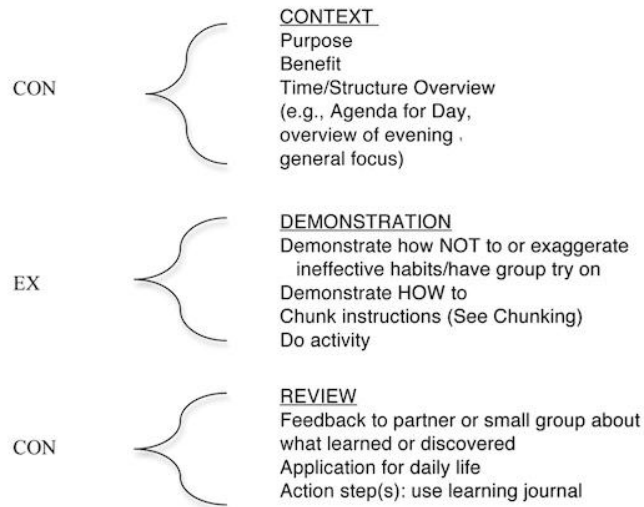 CON
CONTEXT
Purpose
Benefit
Time/Structure Overview
(e.g., Agenda for Day,
overview of evening .
general focus)
EX
DEMONSTRATION
Demonstrate how NOT to or exaggerate
ineffective habits/have group try on
Demonstrate HOW to
Chunk instructions (See Chunking)
Do activity
CON
REVIEW
Feedback to partner or small group about
what learned or discovered
Application for daily life
Action step(s): use learning journal